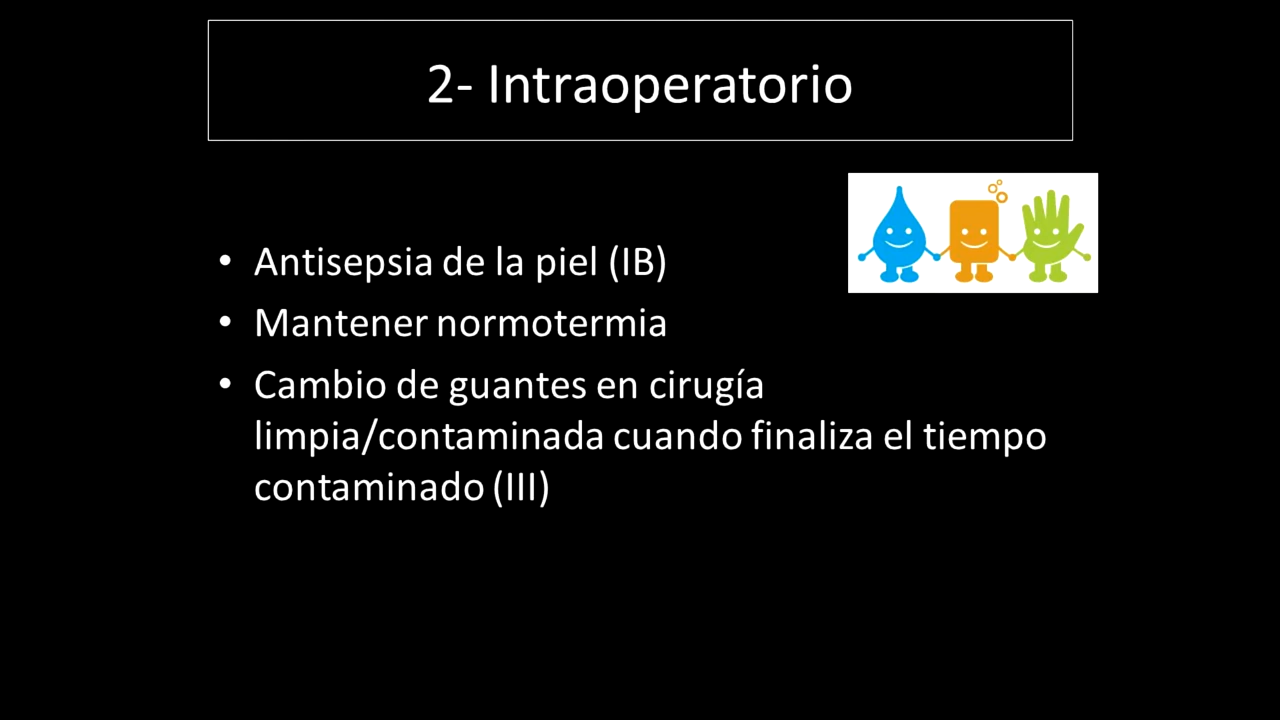 2- Intraoperatorio
• Antisepsia de la piel (IB)
• Mantener normotermia
• Cambio de guantes en cirugía
limpia/contaminada cuando finaliza el tiempo
contaminado (III)